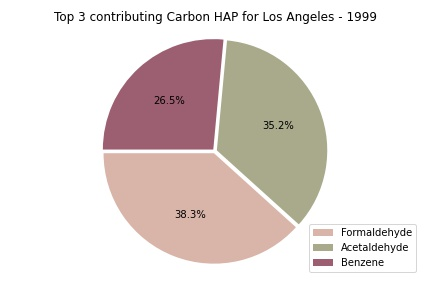 Top 3 contributing Carbon HAP for Los Angeles - 1999
26.5%
35.2%
38.3%
Formaldehyde
Acetaldehyde
Benzene